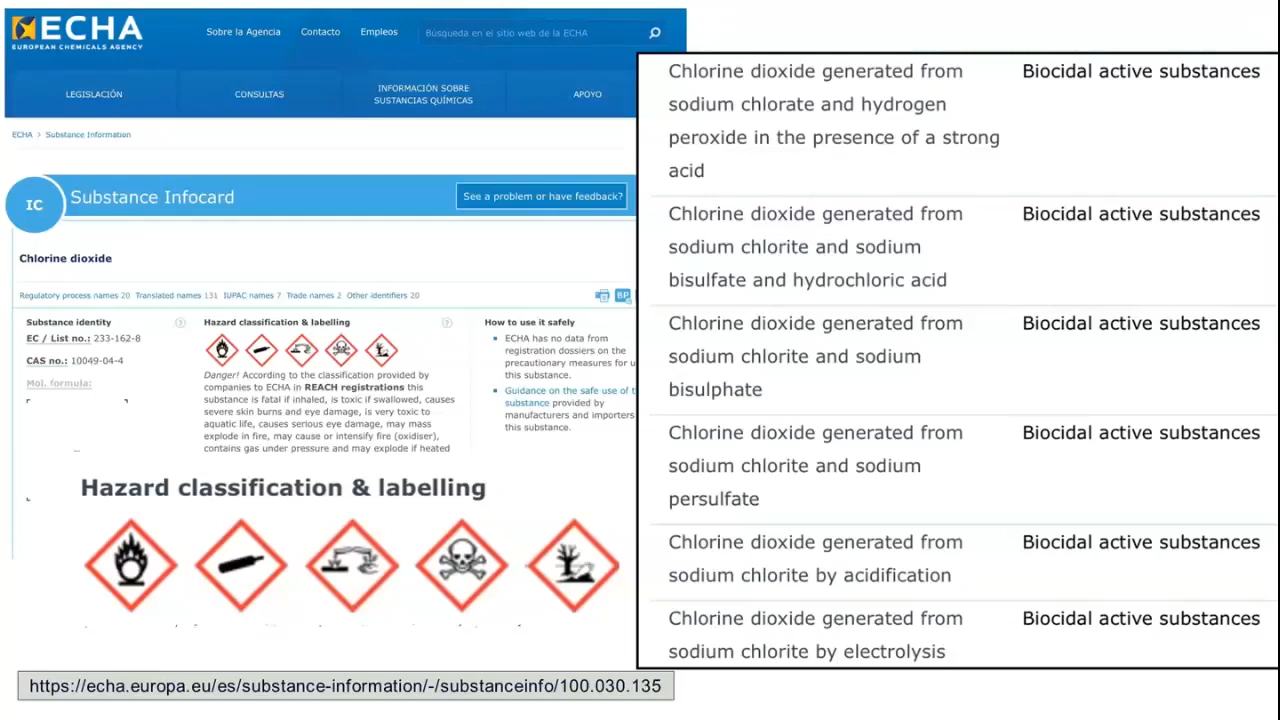 ECHA
EUROPEAN CHEMICALS AGENCY
Sobre la Agencia Contacto Empleos
Búsqueda en el sitio web de la ECHA
LEGISLACIÓN
CONSULTAS
INFORMACIÓN SOBRE
SUSTANCIAS QUÍMICAS
APOYO
ECHA > Substance Information
IC
Substance Infocard
See a problem or have feedback?
Chlorine dioxide
Regulatory process names 20 Translated names 131 IUPAC names 7 Trade names 2 Other identifiers 20
BP
Substance identity ?
EC / List no.: 233-162-8
CAS no.: 10049-04-4
Mol. formula:
Hazard classification & labelling ?
Danger! According to the classification provided by
companies to ECHA in REACH registrations this
substance is fatal if inhaled, is toxic if swallowed, causes
severe skin burns and eye damage, is very toxic to
aquatic life, causes serious eye damage, may mass
explode in fire, may cause or intensify fire (oxidiser),
contains gas under pressure and may explode if heated
How to use it safely
ECHA has no data from
registration dossiers on the
precautionary measures for u
this substance.
Guidance on the safe use of t
substance provided by
manufacturers and importers
this substance.
Hazard classification & labelling
https://echa.europa.eu/es/substance-information/-/substanceinfo/100.030.135
Chlorine dioxide generated from Biocidal active substances
sodium chlorate and hydrogen
peroxide in the presence of a strong
acid
Chlorine dioxide generated from Biocidal active substances
sodium chlorite and sodium
bisulfate and hydrochloric acid
Chlorine dioxide generated from Biocidal active substances
sodium chlorite and sodium
bisulphate
Chlorine dioxide generated from Biocidal active substances
sodium chlorite and sodium
persulfate
Chlorine dioxide generated from Biocidal active substances
sodium chlorite by acidification
Chlorine dioxide generated from Biocidal active substances
sodium chlorite by electrolysis